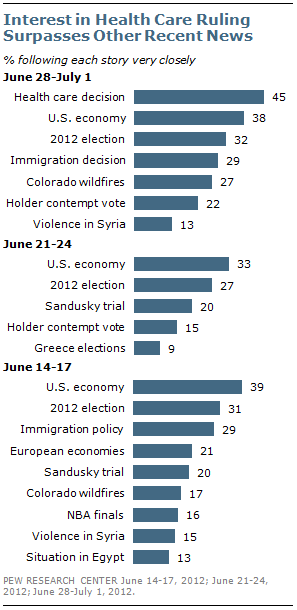 Interest in Health Care Ruling
Surpasses Other Recent News
% following each story very closely
June 28-July 1
Health care decision 45
U.S. economy 38
2012 election 32
Immigration decision 29
Colorado wildfires 27
Holder contempt vote 22
Violence in Syria 13
June 21-24
U.S. economy 33
2012 election 27
Sandusky trial 20
Holder contempt vote 15
Greece elections 9
June 14-17
U.S. economy 39
2012 election 31
Immigration policy 29
European economies 21
Sandusky trial 20
Colorado wildfires 17
NBA finals 16
Violence in Syria 15
Situation in Egypt 13
PEW RESEARCH CENTER June 14-17, 2012; June 21-24,
2012; June 28-July 1, 2012.